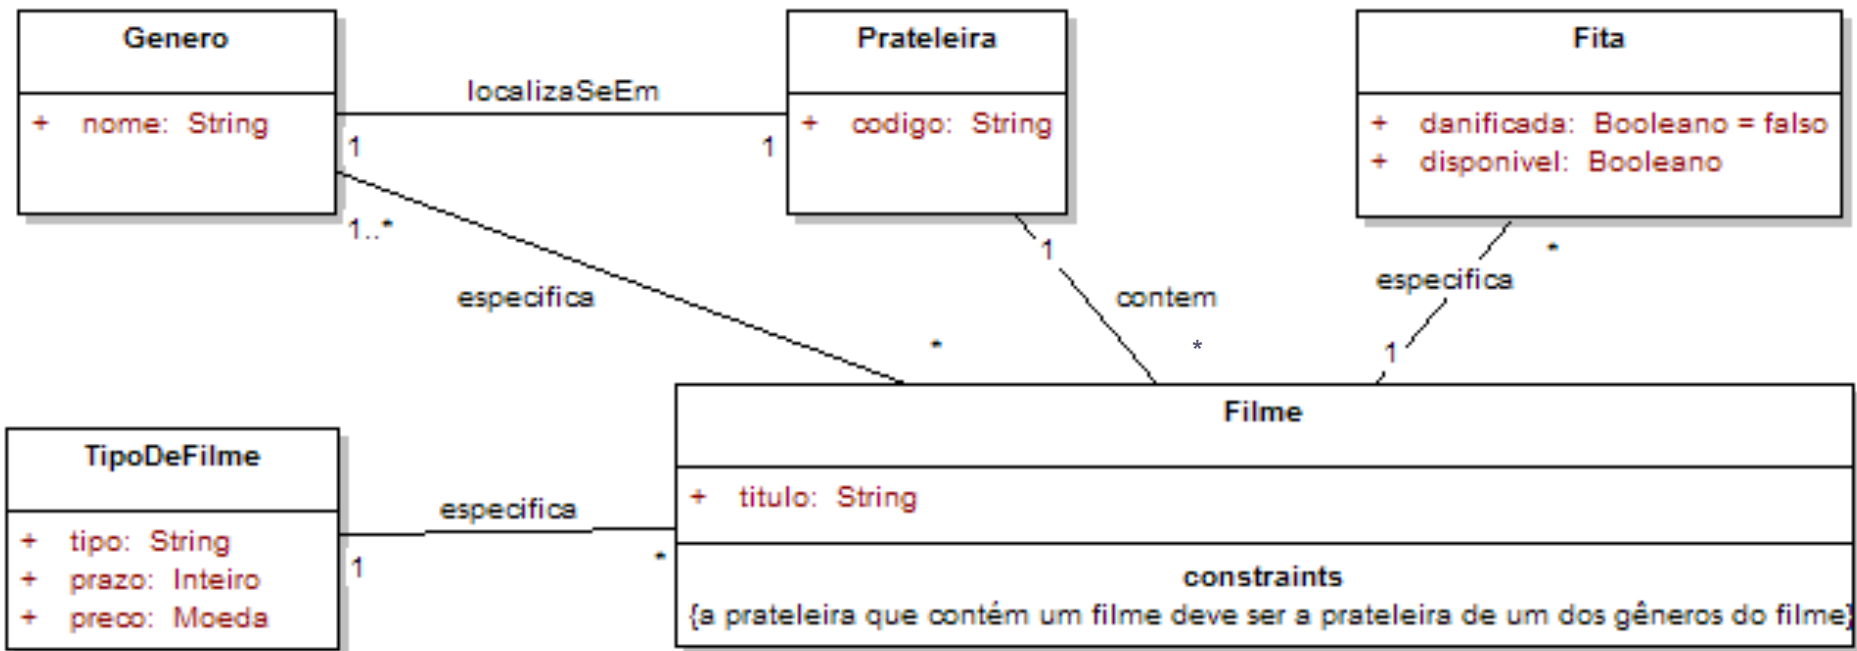 Genero
+ nome: String
localizaSeEm
1
1
Prateleira
+ codigo: String
Fita
+ danificada: Booleano = falso
+ disponivel: Booleano
1..*
especifica
*
1
contem
*
*
especifica
1
TipoDeFilme
+ tipo: String
+ prazo: Inteiro
+ preco: Moeda
especifica
1
*
Filme
+ titulo: String
constraints
{a prateleira que contém um filme deve ser a prateleira de um dos gêneros do filme}